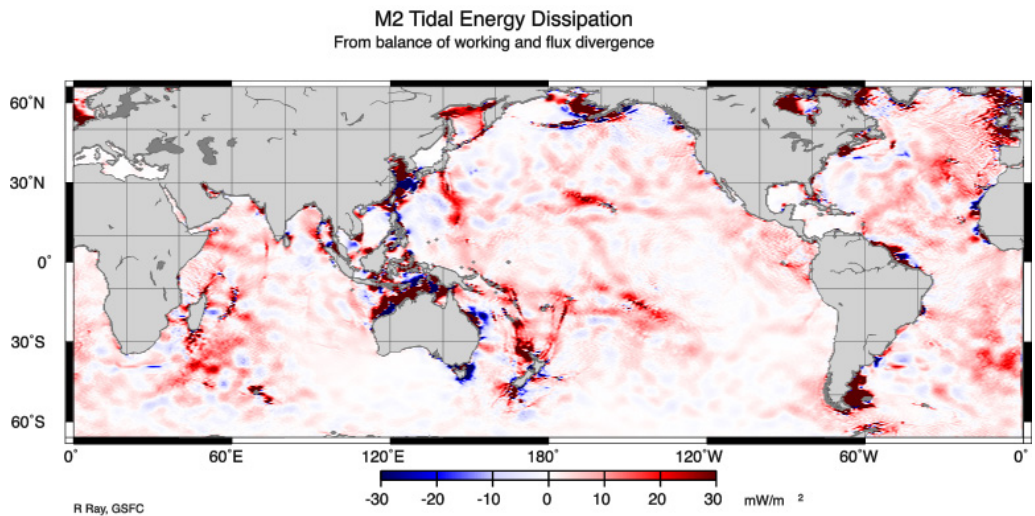 M2 Tidal Energy Dissipation
From balance of working and flux divergence
60˚N
30˚N
0˚
30˚S
60˚S
0˚ 60˚E 120˚E 180˚ 120˚W 60˚W 0˚
-30 -20 -10 0 10 20 30 mW/m 2
R Ray, GSFC